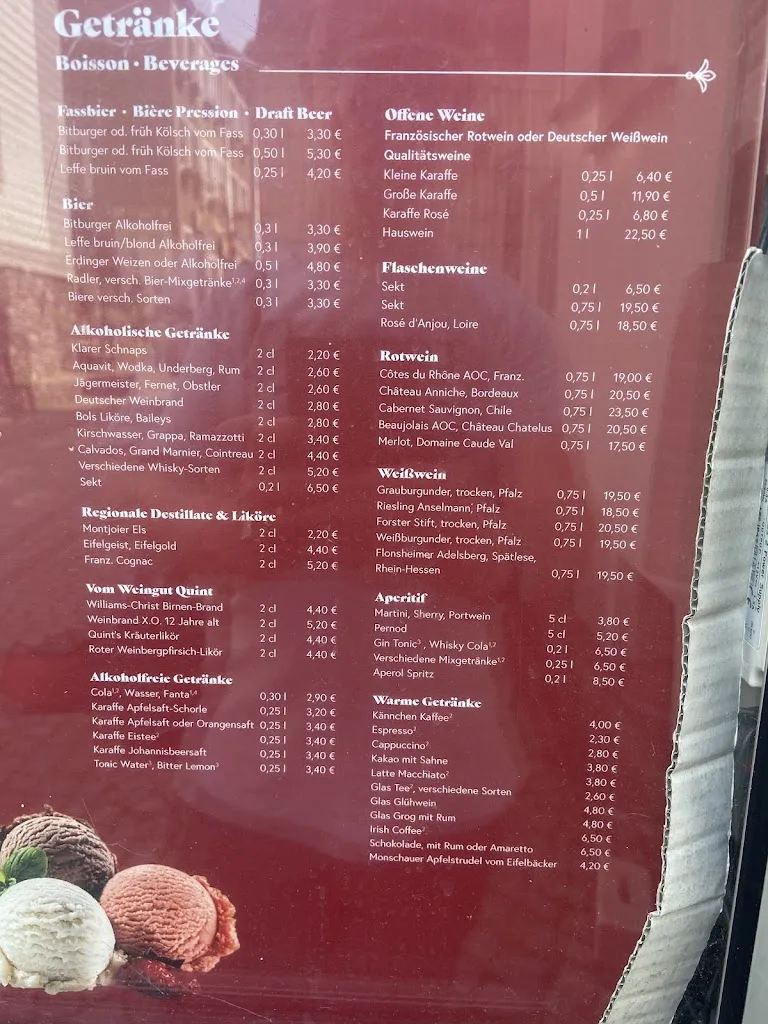 Getränke
Boisson • Beverages
Fassbier • Bière Pression • Draft Beer
Bitburger od. früh Kölsch vom Fass 0,30 l 3,30 €
Bitburger od. früh Kölsch vom Fass 0,50 l 5,30 €
Leffe bruin vom Fass 0,25 l 4,20 €
Bier
Bitburger Alkoholfrei 0,3 l 3,30 €
Leffe bruin/blond Alkoholfrei 0,3 l 3,90 €
Erdinger Weizen oder Alkoholfrei 0,5 l 4,80 €
Radler, versch. Bier-Mixgetränke¹,²,⁴ 0,3 l 3,30 €
Biere versch. Sorten 0,3 l 3,30 €
Alkoholische Getränke
Klarer Schnaps 2 cl 2,20 €
Aquavit, Wodka, Underberg, Rum 2 cl 2,60 €
Jägermeister, Fernet, Obstler 2 cl 2,60 €
Deutscher Weinbrand 2 cl 2,80 €
Bols Liköre, Baileys 2 cl 2,80 €
Kirschwasser, Grappa, Ramazzotti 2 cl 3,40 €
Calvados, Grand Marnier, Cointreau 2 cl 4,40 €
Verschiedene Whisky-Sorten 2 cl 5,20 €
Sekt 0,2 l 6,50 €
Regionale Destillate & Liköre
Montjoier Els 2 cl 2,20 €
Eifelgeist, Eifelgold 2 cl 4,40 €
Franz. Cognac 2 cl 5,20 €
Vom Weingut Quint
Williams-Christ Birnen-Brand 2 cl 4,40 €
Weinbrand X.O. 12 Jahre alt 2 cl 5,20 €
Quint's Kräuterlikör 2 cl 4,40 €
Roter Weinbergpfirsich-Likör 2 cl 4,40 €
Alkoholfreie Getränke
Cola¹,², Wasser, Fanta¹,⁴ 0,30 l 2,90 €
Karaffe Apfelsaft-Schorle 0,25 l 3,20 €
Karaffe Apfelsaft oder Orangensaft 0,25 l 3,40 €
Karaffe Eistee² 0,25 l 3,40 €
Karaffe Johannisbeersaft 0,25 l 3,40 €
Tonic Water³, Bitter Lemon³ 0,25 l 3,40 €
Offene Weine
Französischer Rotwein oder Deutscher Weißwein
Qualitätsweine
Kleine Karaffe 0,25 l 6,40 €
Große Karaffe 0,5 l 11,90 €
Karaffe Rosé 0,25 l 6,80 €
Hauswein 1 l 22,50 €
Flaschenweine
Sekt 0,2 l 6,50 €
Sekt 0,75 l 19,50 €
Rosé d'Anjou, Loire 0,75 l 18,50 €
Rotwein
Côtes du Rhône AOC, Franz. 0,75 l 19,00 €
Château Anniche, Bordeaux 0,75 l 20,50 €
Cabernet Sauvignon, Chile 0,75 l 23,50 €
Beaujolais AOC, Château Chatelus 0,75 l 20,50 €
Merlot, Domaine Caude Val 0,75 l 17,50 €
Weißwein
Grauburgunder, trocken, Pfalz 0,75 l 19,50 €
Riesling Anselmann, Pfalz 0,75 l 18,50 €
Forster Stift, trocken, Pfalz 0,75 l 20,50 €
Weißburgunder, trocken, Pfalz 0,75 l 19,50 €
Flonsheimer Adelsberg, Spätlese,
Rhein-Hessen 0,75 l 19,50 €
Aperitif
Martini, Sherry, Portwein 5 cl 3,80 €
Pernod 5 cl 5,20 €
Gin Tonic³, Whisky Cola¹,² 0,2 l 6,50 €
Verschiedene Mixgetränke¹,² 0,25 l 6,50 €
Aperol Spritz 0,2 l 8,50 €
Warme Getränke
Kännchen Kaffee² 4,00 €
Espresso² 2,30 €
Cappuccino² 2,80 €
Kakao mit Sahne 3,80 €
Latte Macchiato² 3,80 €
Glas Tee², verschiedene Sorten 2,60 €
Glas Glühwein 4,80 €
Glas Grog mit Rum 4,80 €
Irish Coffee² 6,50 €
Schokolade, mit Rum oder Amaretto 6,50 €
Monschauer Apfelstrudel vom Eifelbäcker 4,20 €